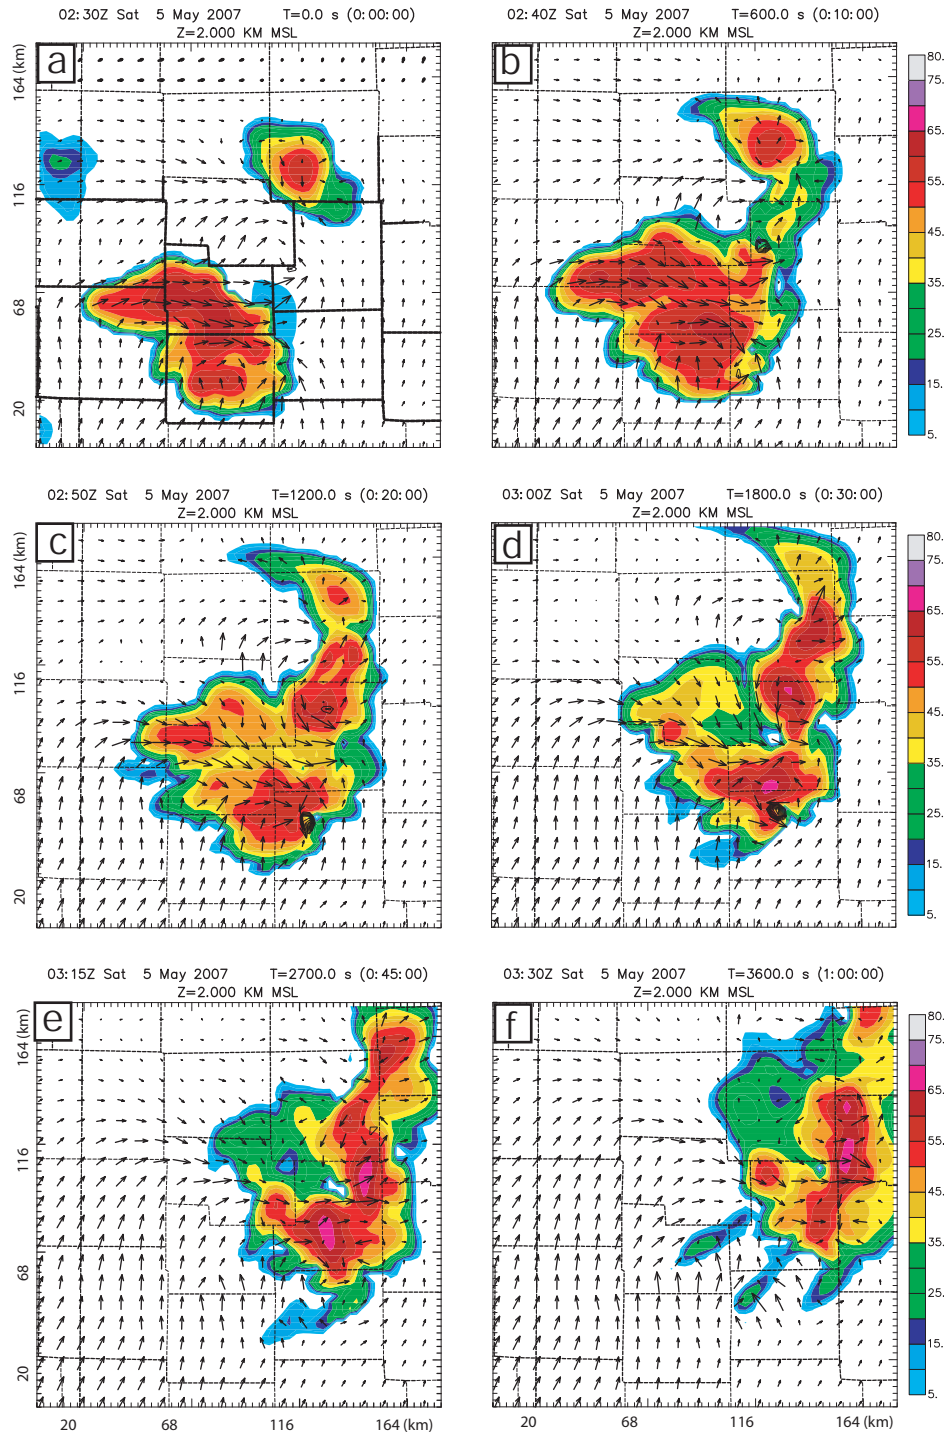 02:30Z Sat 5 May 2007 T=0.0 s (0:00:00)
Z=2.000 KM MSL
02:40Z Sat 5 May 2007 T=600.0 s (0:10:00)
Z=2.000 KM MSL
a
164 (km)
116
68
20
b
80.
75.
65.
55.
45.
35.
25.
15.
5.
02:50Z Sat 5 May 2007 T=1200.0 s (0:20:00)
Z=2.000 KM MSL
03:00Z Sat 5 May 2007 T=1800.0 s (0:30:00)
Z=2.000 KM MSL
c
164 (km)
116
68
20
d
80.
75.
65.
55.
45.
35.
25.
15.
5.
03:15Z Sat 5 May 2007 T=2700.0 s (0:45:00)
Z=2.000 KM MSL
03:30Z Sat 5 May 2007 T=3600.0 s (1:00:00)
Z=2.000 KM MSL
e
164 (km)
116
68
20
f
80.
75.
65.
55.
45.
35.
25.
15.
5.
20 68 116 164 (km)
20 68 116 164 (km)